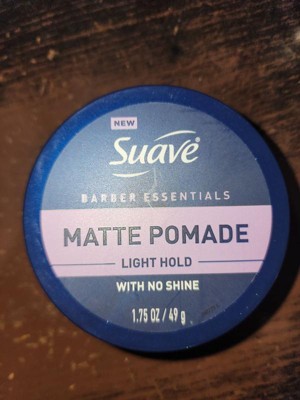 NEW
Suave®
BARBER ESSENTIALS
MATTE POMADE
LIGHT HOLD
WITH NO SHINE
1.75 OZ / 49 g